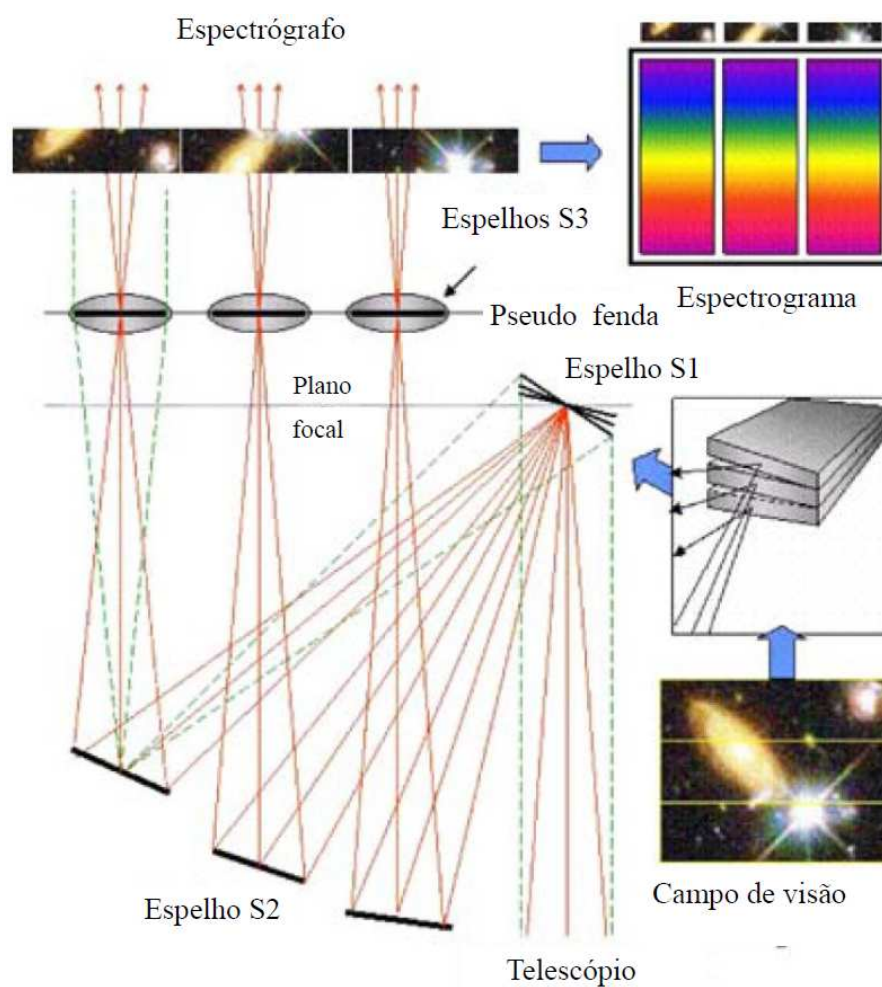 Espectrógrafo
Espelhos S3
Espectrograma
Pseudo fenda
Espelho S1
Plano
focal
Campo de visão
Espelho S2
Telescópio